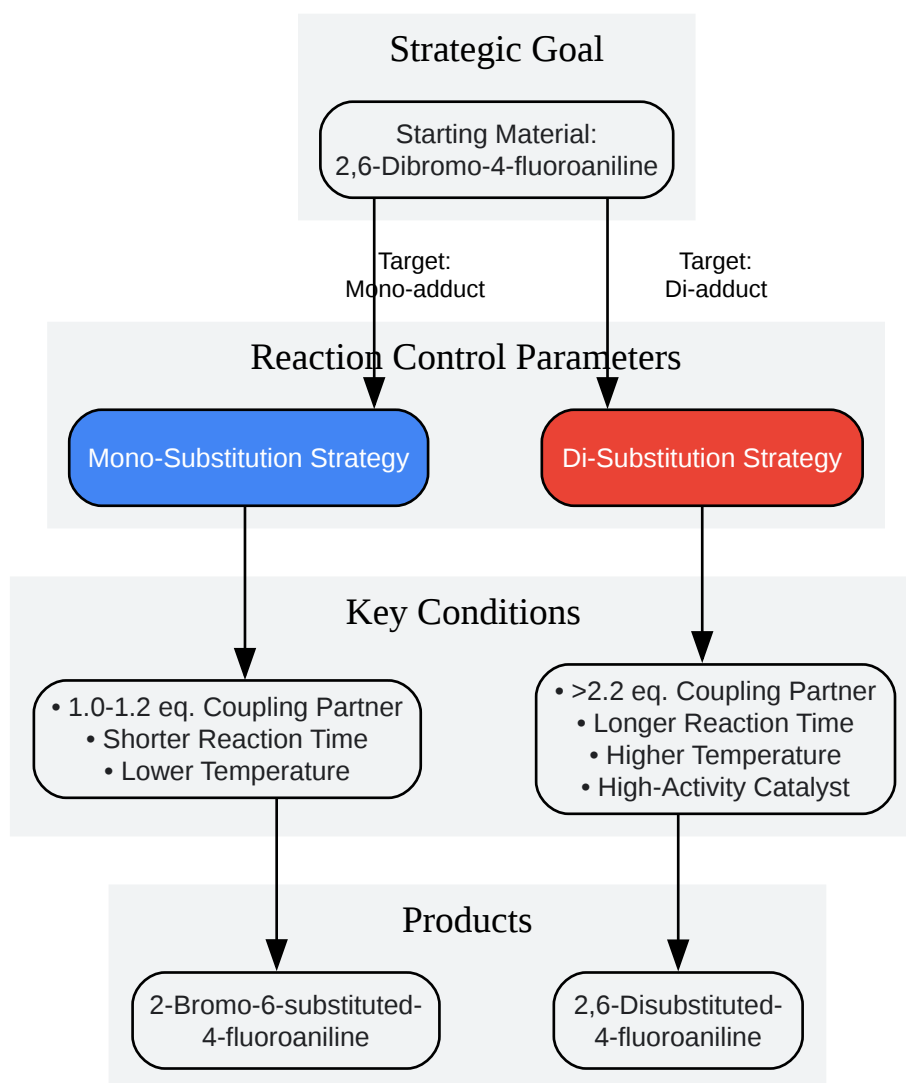 Strategic Goal
Starting Material:
2,6-Dibromo-4-fluoroaniline
Target:
Mono-adduct
Target:
Di-adduct
Reaction Control Parameters
Mono-Substitution Strategy
Di-Substitution Strategy
Key Conditions
• 1.0-1.2 eq. Coupling Partner
• Shorter Reaction Time
• Lower Temperature
• >2.2 eq. Coupling Partner
• Longer Reaction Time
• Higher Temperature
• High-Activity Catalyst
Products
2-Bromo-6-substituted-
4-fluoroaniline
2,6-Disubstituted-
4-fluoroaniline